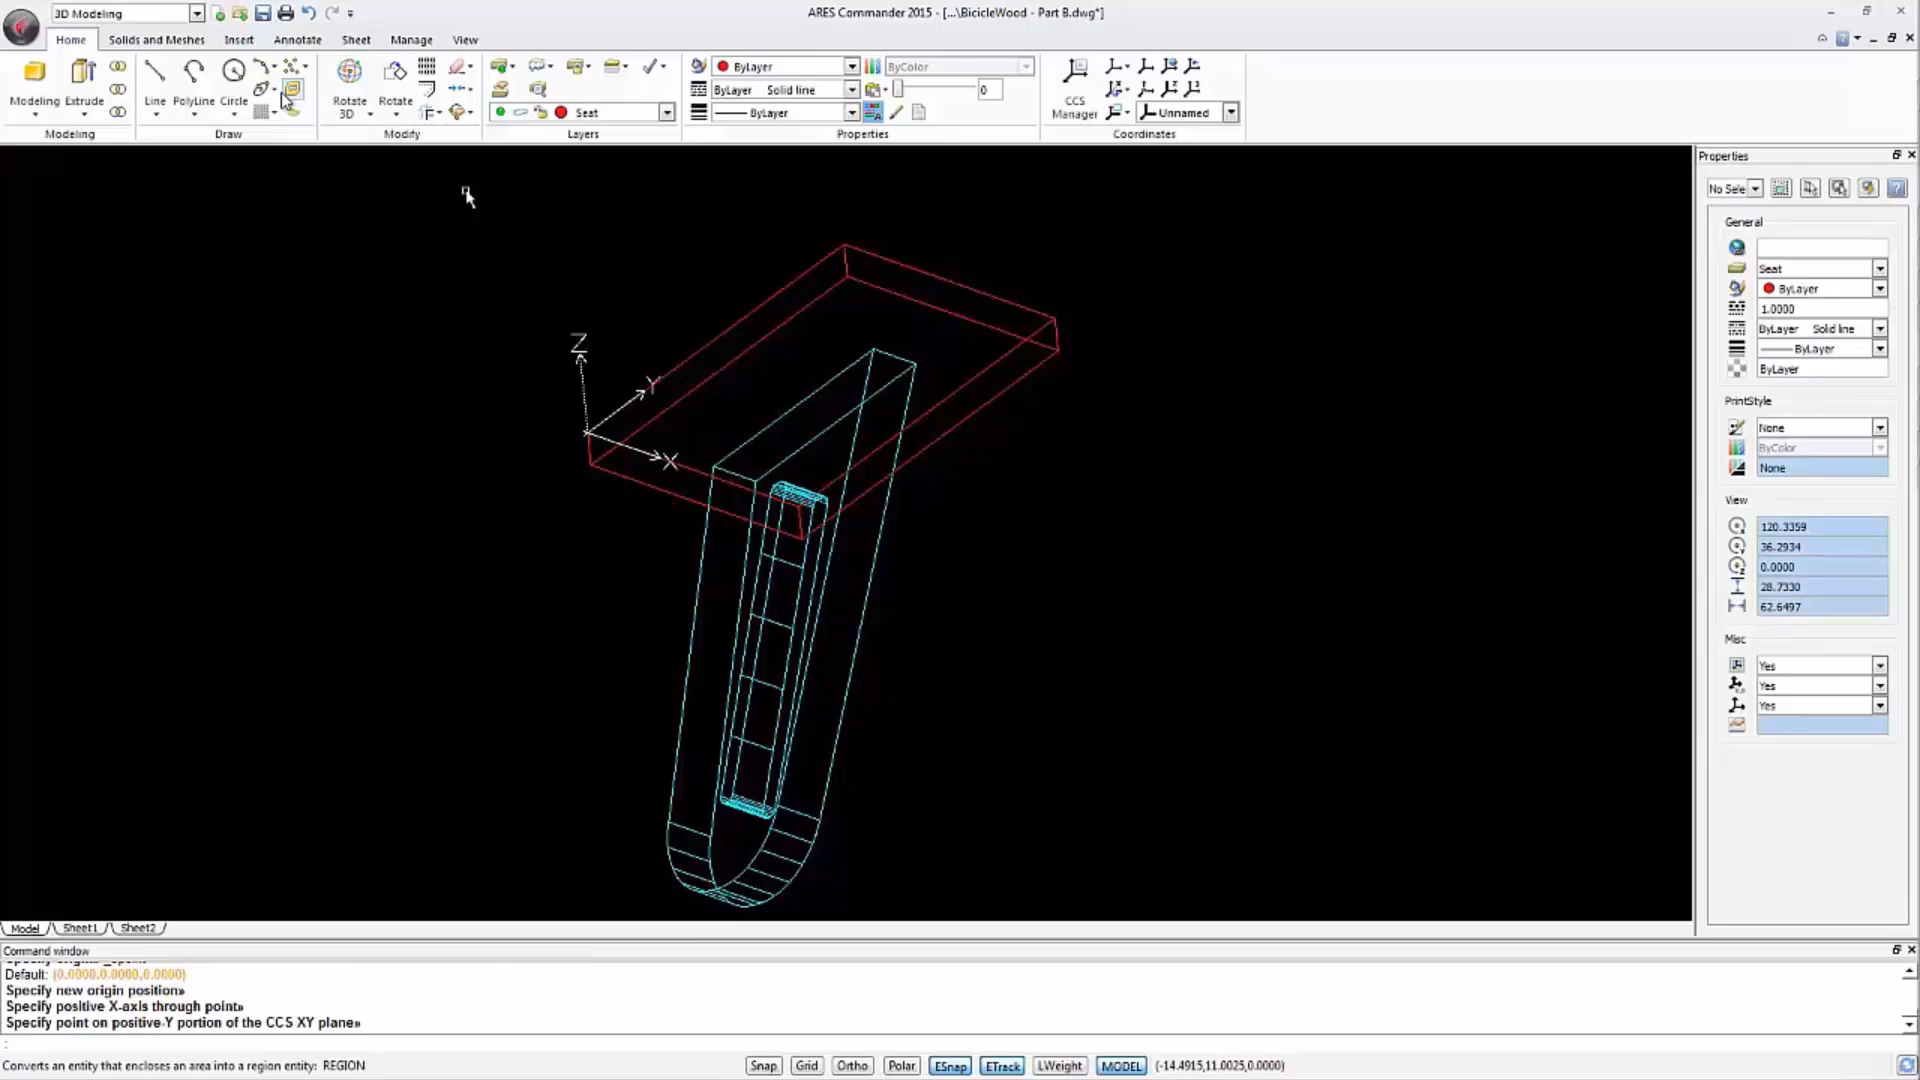 3D Modeling
ARES Commander 2015 - [...\BicicleWood - Part B.dwg*]
Home
Solids and Meshes
Insert
Annotate
Sheet
Manage
View
Modeling
Extrude
Line
PolyLine
Circle
Rotate 3D
Rotate
Seat
ByLayer
ByLayer Solid line
ByLayer
ByColor
0
CCS Manager
Unnamed
Modeling
Draw
Modify
Layers
Properties
Coordinates
Properties
No Sele
General
Seat
ByLayer
1.0000
ByLayer Solid line
ByLayer
ByLayer
PrintStyle
None
ByColor
None
View
120.3359
36.2934
0.0000
28.7330
62.6497
Misc
Yes
Yes
Yes
Z
Y
X
Model
Sheet1
Sheet2
Command window
Default: (0.0000,0.0000,0.0000)
Specify new origin position»
Specify positive X-axis through point»
Specify point on positive-Y portion of the CCS XY plane»
:
Converts an entity that encloses an area into a region entity: REGION
Snap
Grid
Ortho
Polar
ESnap
ETrack
LWeight
MODEL
(-14.4915,11.0025,0.0000)